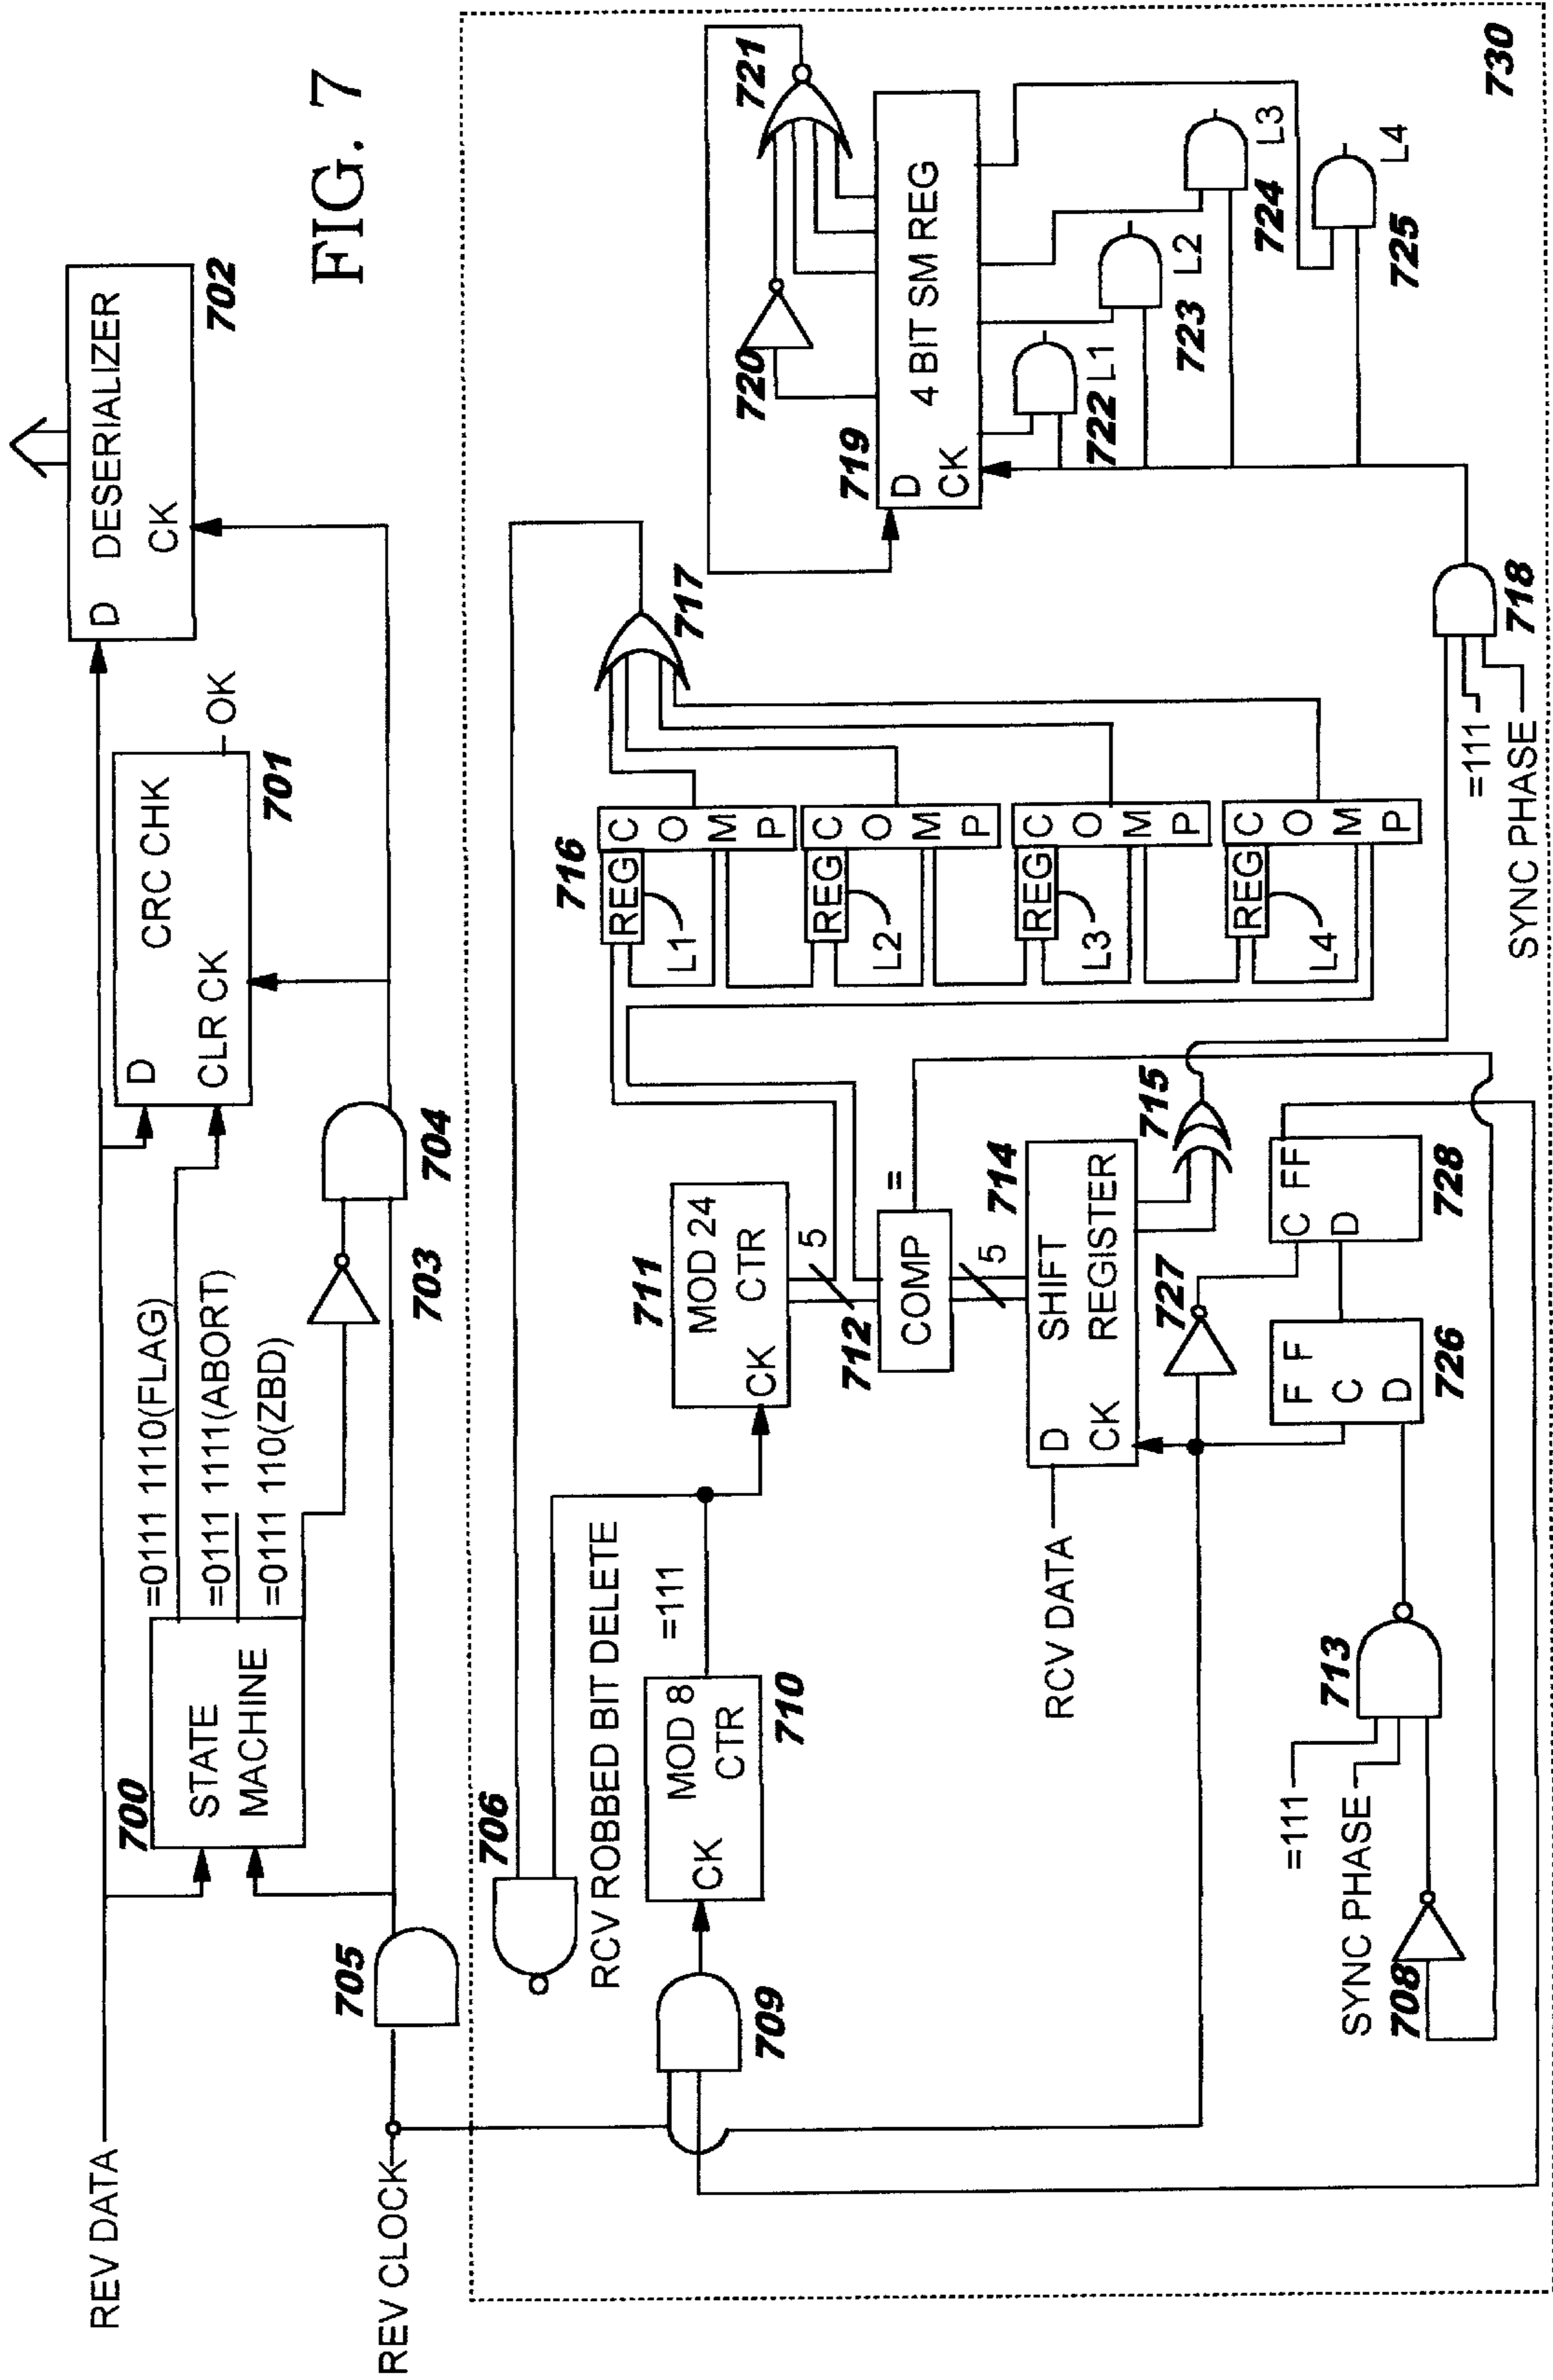 FIG. 7
REV DATA
REV CLOCK
700
STATE
MACHINE
=0111 1110(FLAG)
=0111 1111(ABORT)
=0111 110(ZBD)
D
CRC CHK
CLR CK
OK
701
D DESERIALIZER
CK
702
703
704
705
706
RCV ROBBED BIT DELETE
=111
MOD 8
CTR
CK
710
709
711
MOD 24
CTR
CK
5
712
COMP
=
5
714
D
SHIFT
CK
REGISTER
RCV DATA
715
727
F F
C
D
726
C FF
D
728
=111
SYNC PHASE
713
708
716
REG
C
O
M
P
L1
REG
C
O
M
P
L2
REG
C
O
M
P
L3
REG
C
O
M
P
L4
717
=111
SYNC PHASE
718
719
D
4 BIT SM REG
CK
720
721
722
L1
723
L2
724
L3
725
L4
730